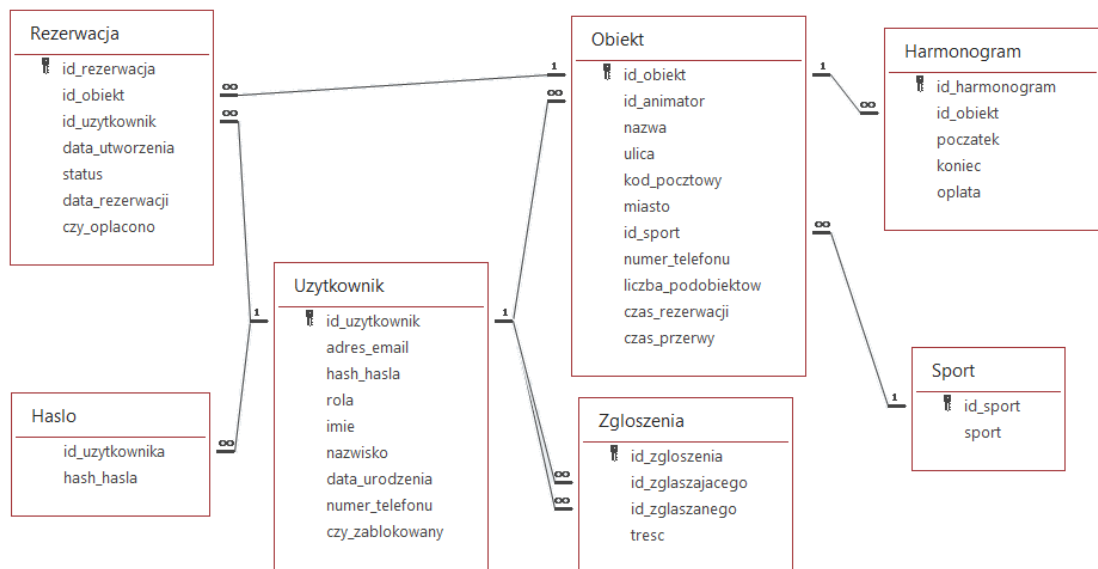 Rezerwacja
id_rezerwacja
id_obiekt
id_uzytkownik
data_utworzenia
status
data_rezerwacji
czy_oplacono
Obiekt
id_obiekt
id_animator
nazwa
ulica
kod_pocztowy
miasto
id_sport
numer_telefonu
liczba_podobiektow
czas_rezerwacji
czas_przerwy
Harmonogram
id_harmonogram
id_obiekt
poczatek
koniec
oplata
Uzytkownik
id_uzytkownik
adres_email
hash_hasla
rola
imie
nazwisko
data_urodzenia
numer_telefonu
czy_zablokowany
Haslo
id_uzytkownika
hash_hasla
Zgloszenia
id_zgloszenia
id_zglaszajacego
id_zglaszanego
tresc
Sport
id_sport
sport
1
∞
1
∞
∞
∞
∞
1
1
1
∞
∞
∞